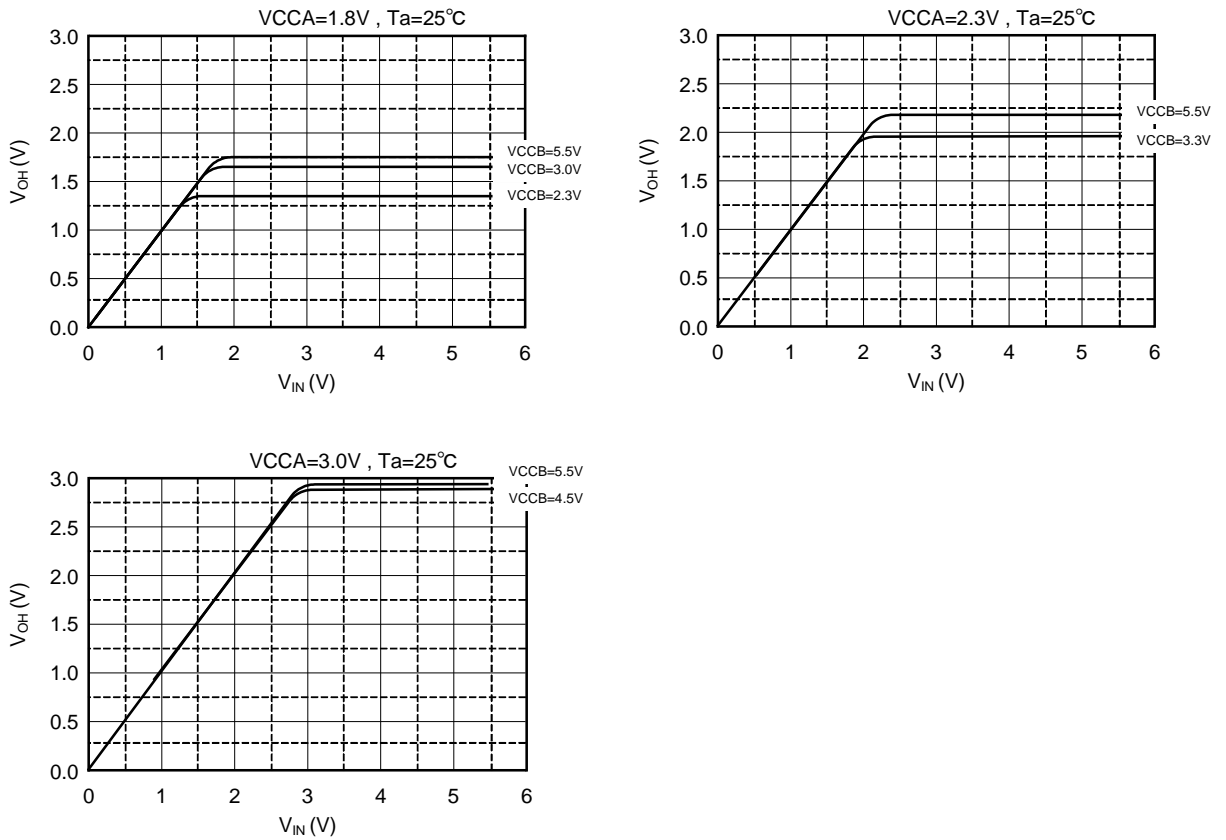 VCCA=1.8V , Ta=25℃
3.0
2.5
2.0
1.5
1.0
0.5
0.0
VOH (V)
VCCB=5.5V
VCCB=3.0V
VCCB=2.3V
0 1 2 3 4 5 6
VIN (V)
VCCA=2.3V , Ta=25℃
3.0
2.5
2.0
1.5
1.0
0.5
0.0
VOH (V)
VCCB=5.5V
VCCB=3.3V
0 1 2 3 4 5 6
VIN (V)
VCCA=3.0V , Ta=25℃
3.0
2.5
2.0
1.5
1.0
0.5
0.0
VOH (V)
VCCB=5.5V
VCCB=4.5V
0 1 2 3 4 5 6
VIN (V)